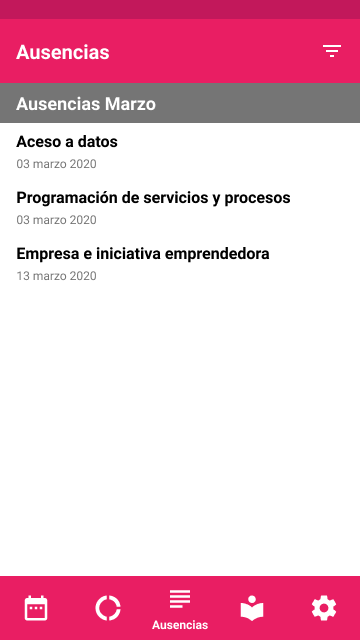 Ausencias
Ausencias Marzo
Aceso a datos
03 marzo 2020
Programación de servicios y procesos
03 marzo 2020
Empresa e iniciativa emprendedora
13 marzo 2020
Ausencias